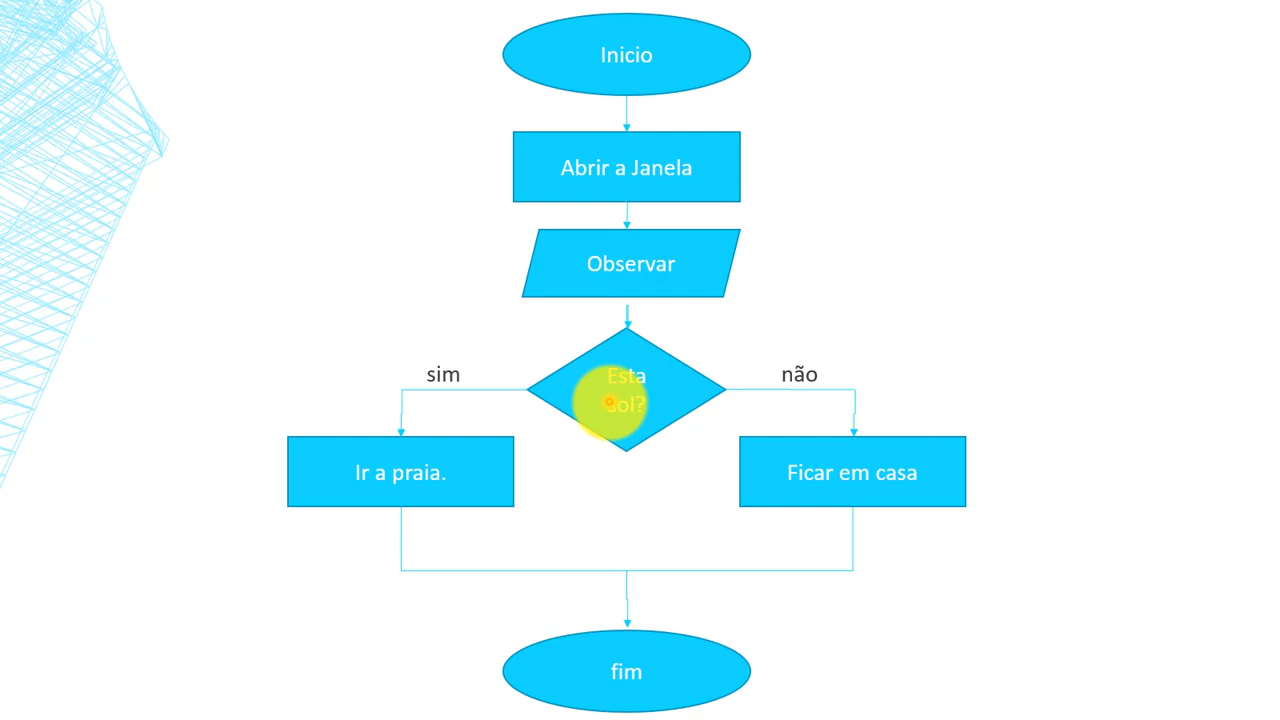 Inicio
Abrir a Janela
Observar
Esta
sol?
sim
não
Ir a praia.
Ficar em casa
fim